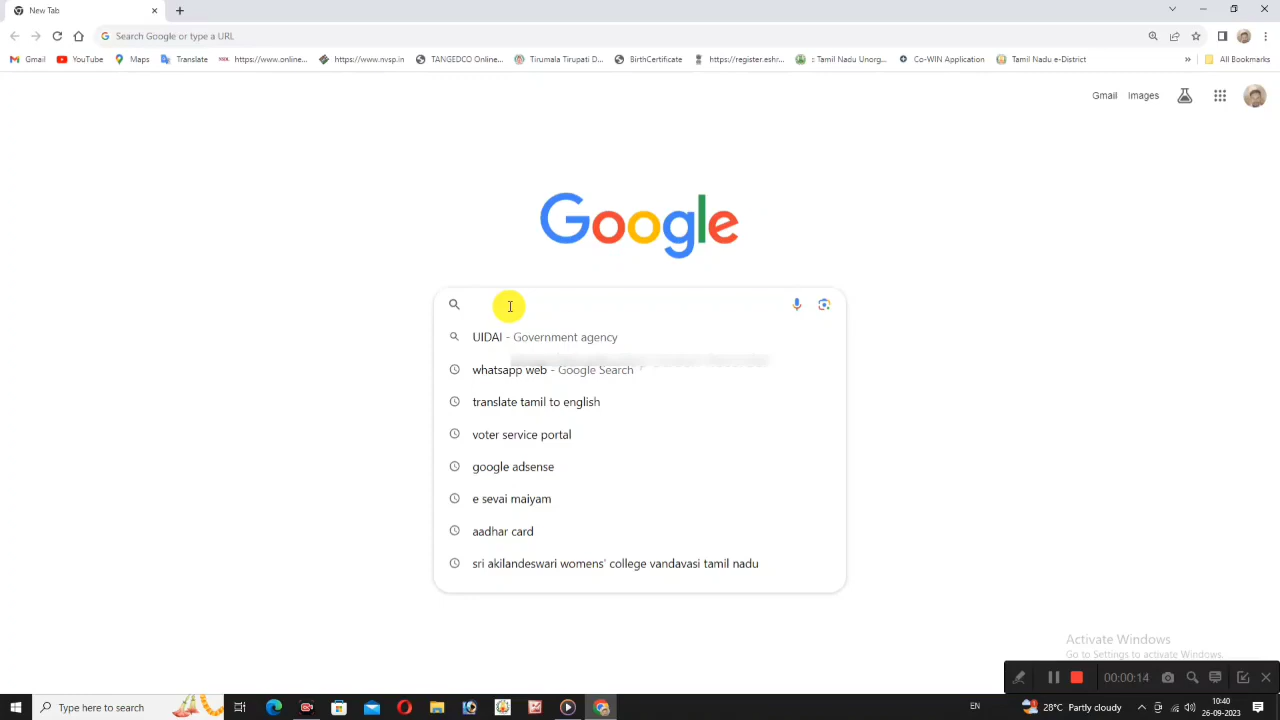 New Tab
Search Google or type a URL
Gmail YouTube Maps Translate https://www.online... https://www.nvsp.in TANGEDCO Online... Tirumala Tirupati D... BirthCertificate https://register.eshr... : Tamil Nadu Unorg... Co-WIN Application Tamil Nadu e-District » All Bookmarks
Gmail Images
Google
UIDAI - Government agency
whatsapp web - Google Search
translate tamil to english
voter service portal
google adsense
e sevai maiyam
aadhar card
sri akilandeswari womens' college vandavasi tamil nadu
Activate Windows
Go to Settings to activate Windows.
00:00:14
Type here to search
EN
28°C Partly cloudy
10:40
26-09-2023